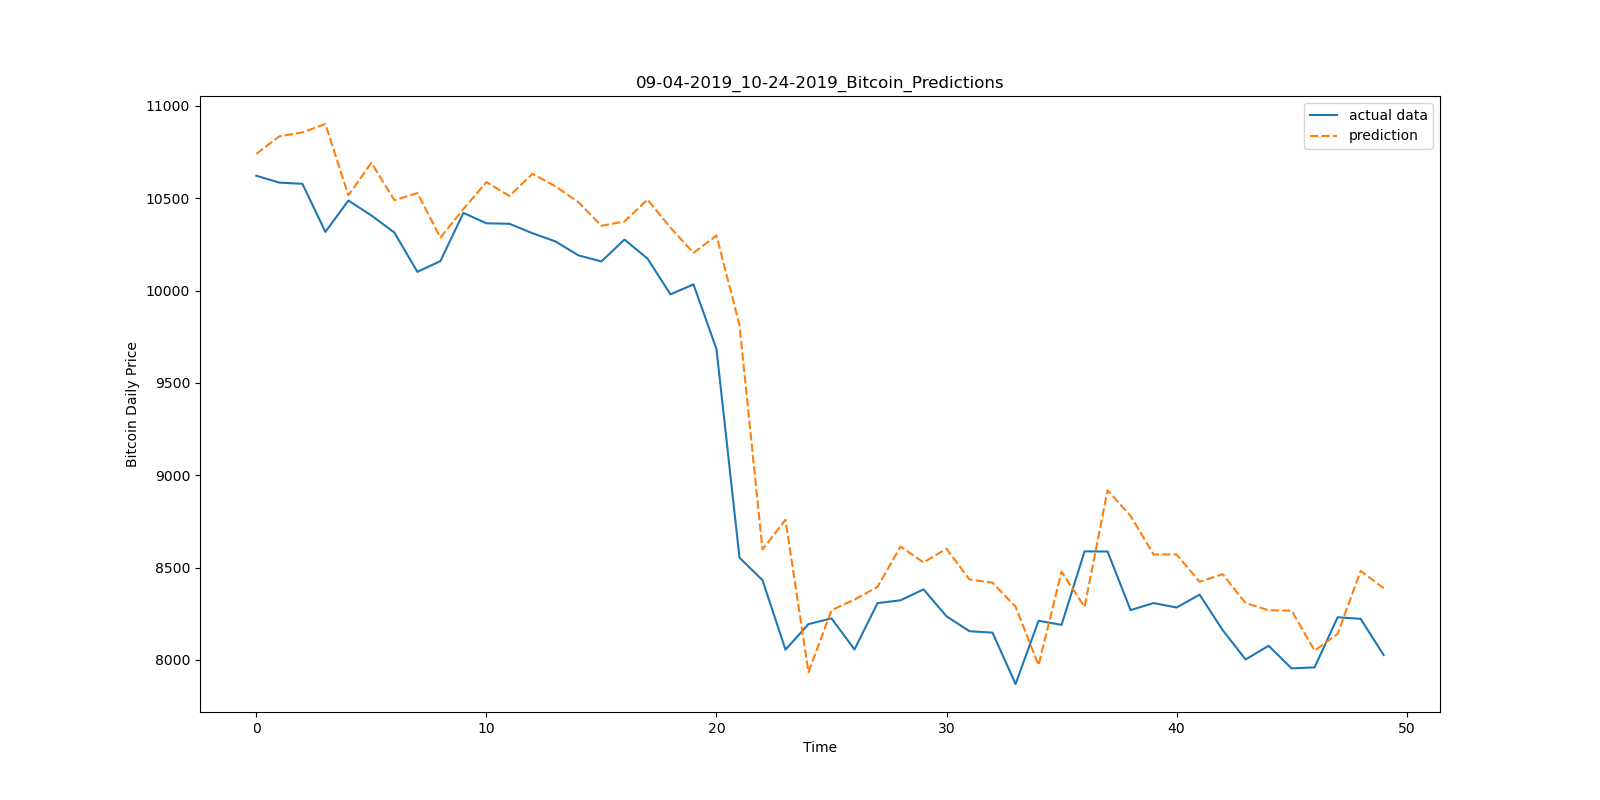 09-04-2019_10-24-2019_Bitcoin_Predictions
11000
10500
10000
9500
9000
8500
8000
Bitcoin Daily Price
actual data
prediction
0 10 20 30 40 50
Time